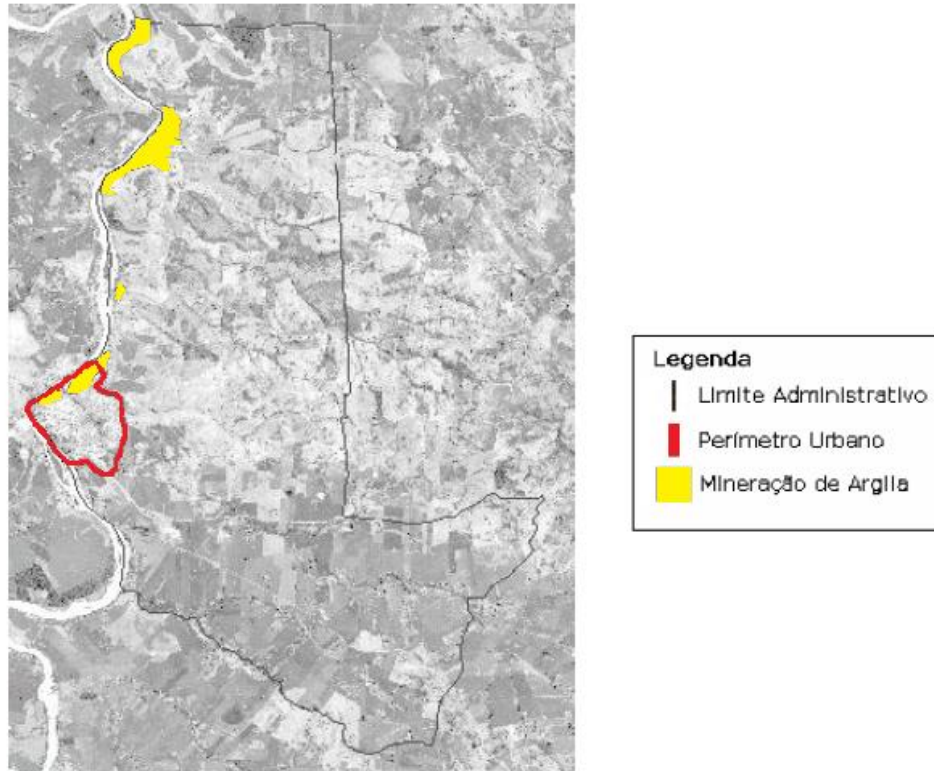 Legenda
Limite Administrativo
Perímetro Urbano
Mineração de Argila